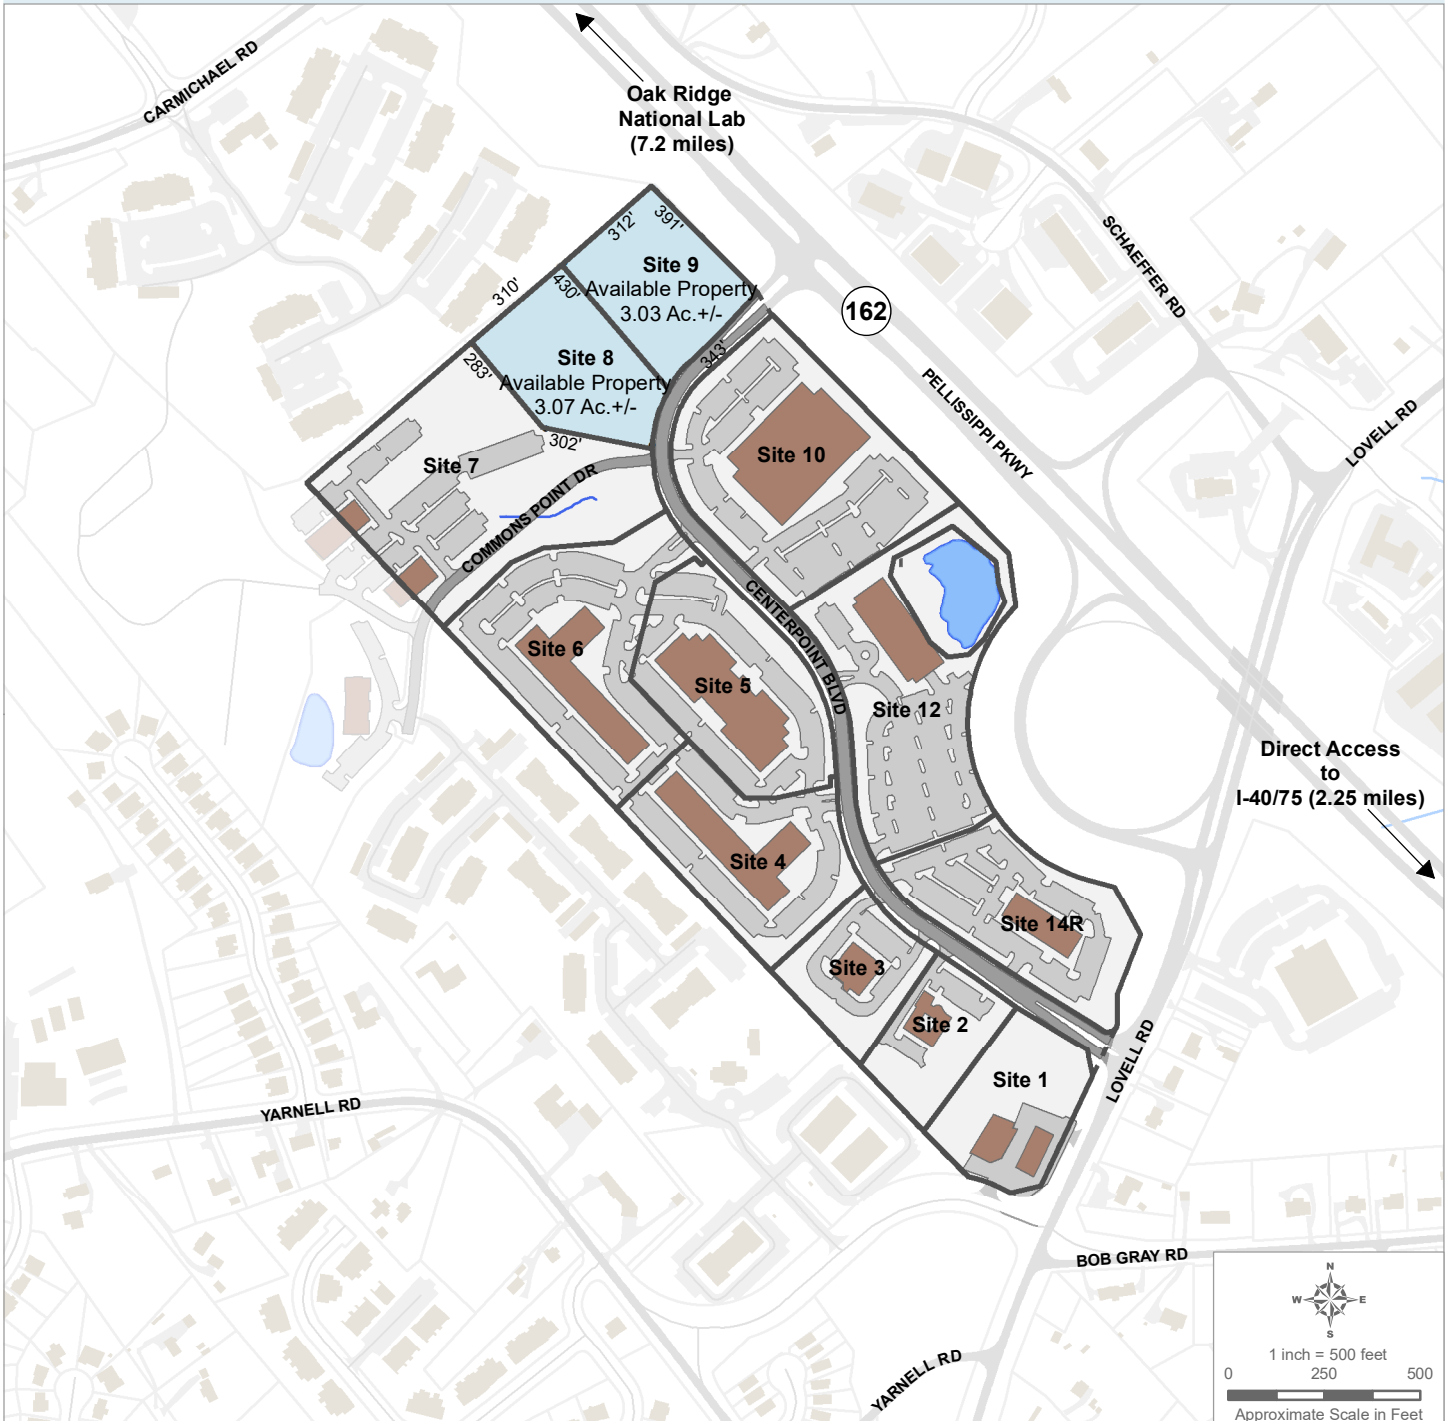 CARMICHAEL RD
Oak Ridge
National Lab
(7.2 miles)
SCHAEFFER RD
312'
391'
Site 9
Available Property
3.03 Ac.+/-
310'
430'
162
343'
Site 8
Available Property
3.07 Ac.+/-
283'
302'
PELLISSIPPI PKWY
LOVELL RD
Site 7
Site 10
COMMONS POINT DR
CENTERPOINT BLVD
Site 6
Site 5
Site 12
Direct Access
to
I-40/75 (2.25 miles)
Site 4
Site 14R
Site 3
Site 2
Site 1
LOVELL RD
YARNELL RD
BOB GRAY RD
YARNELL RD
N
W
E
S
1 inch = 500 feet
0 250 500
Approximate Scale in Feet